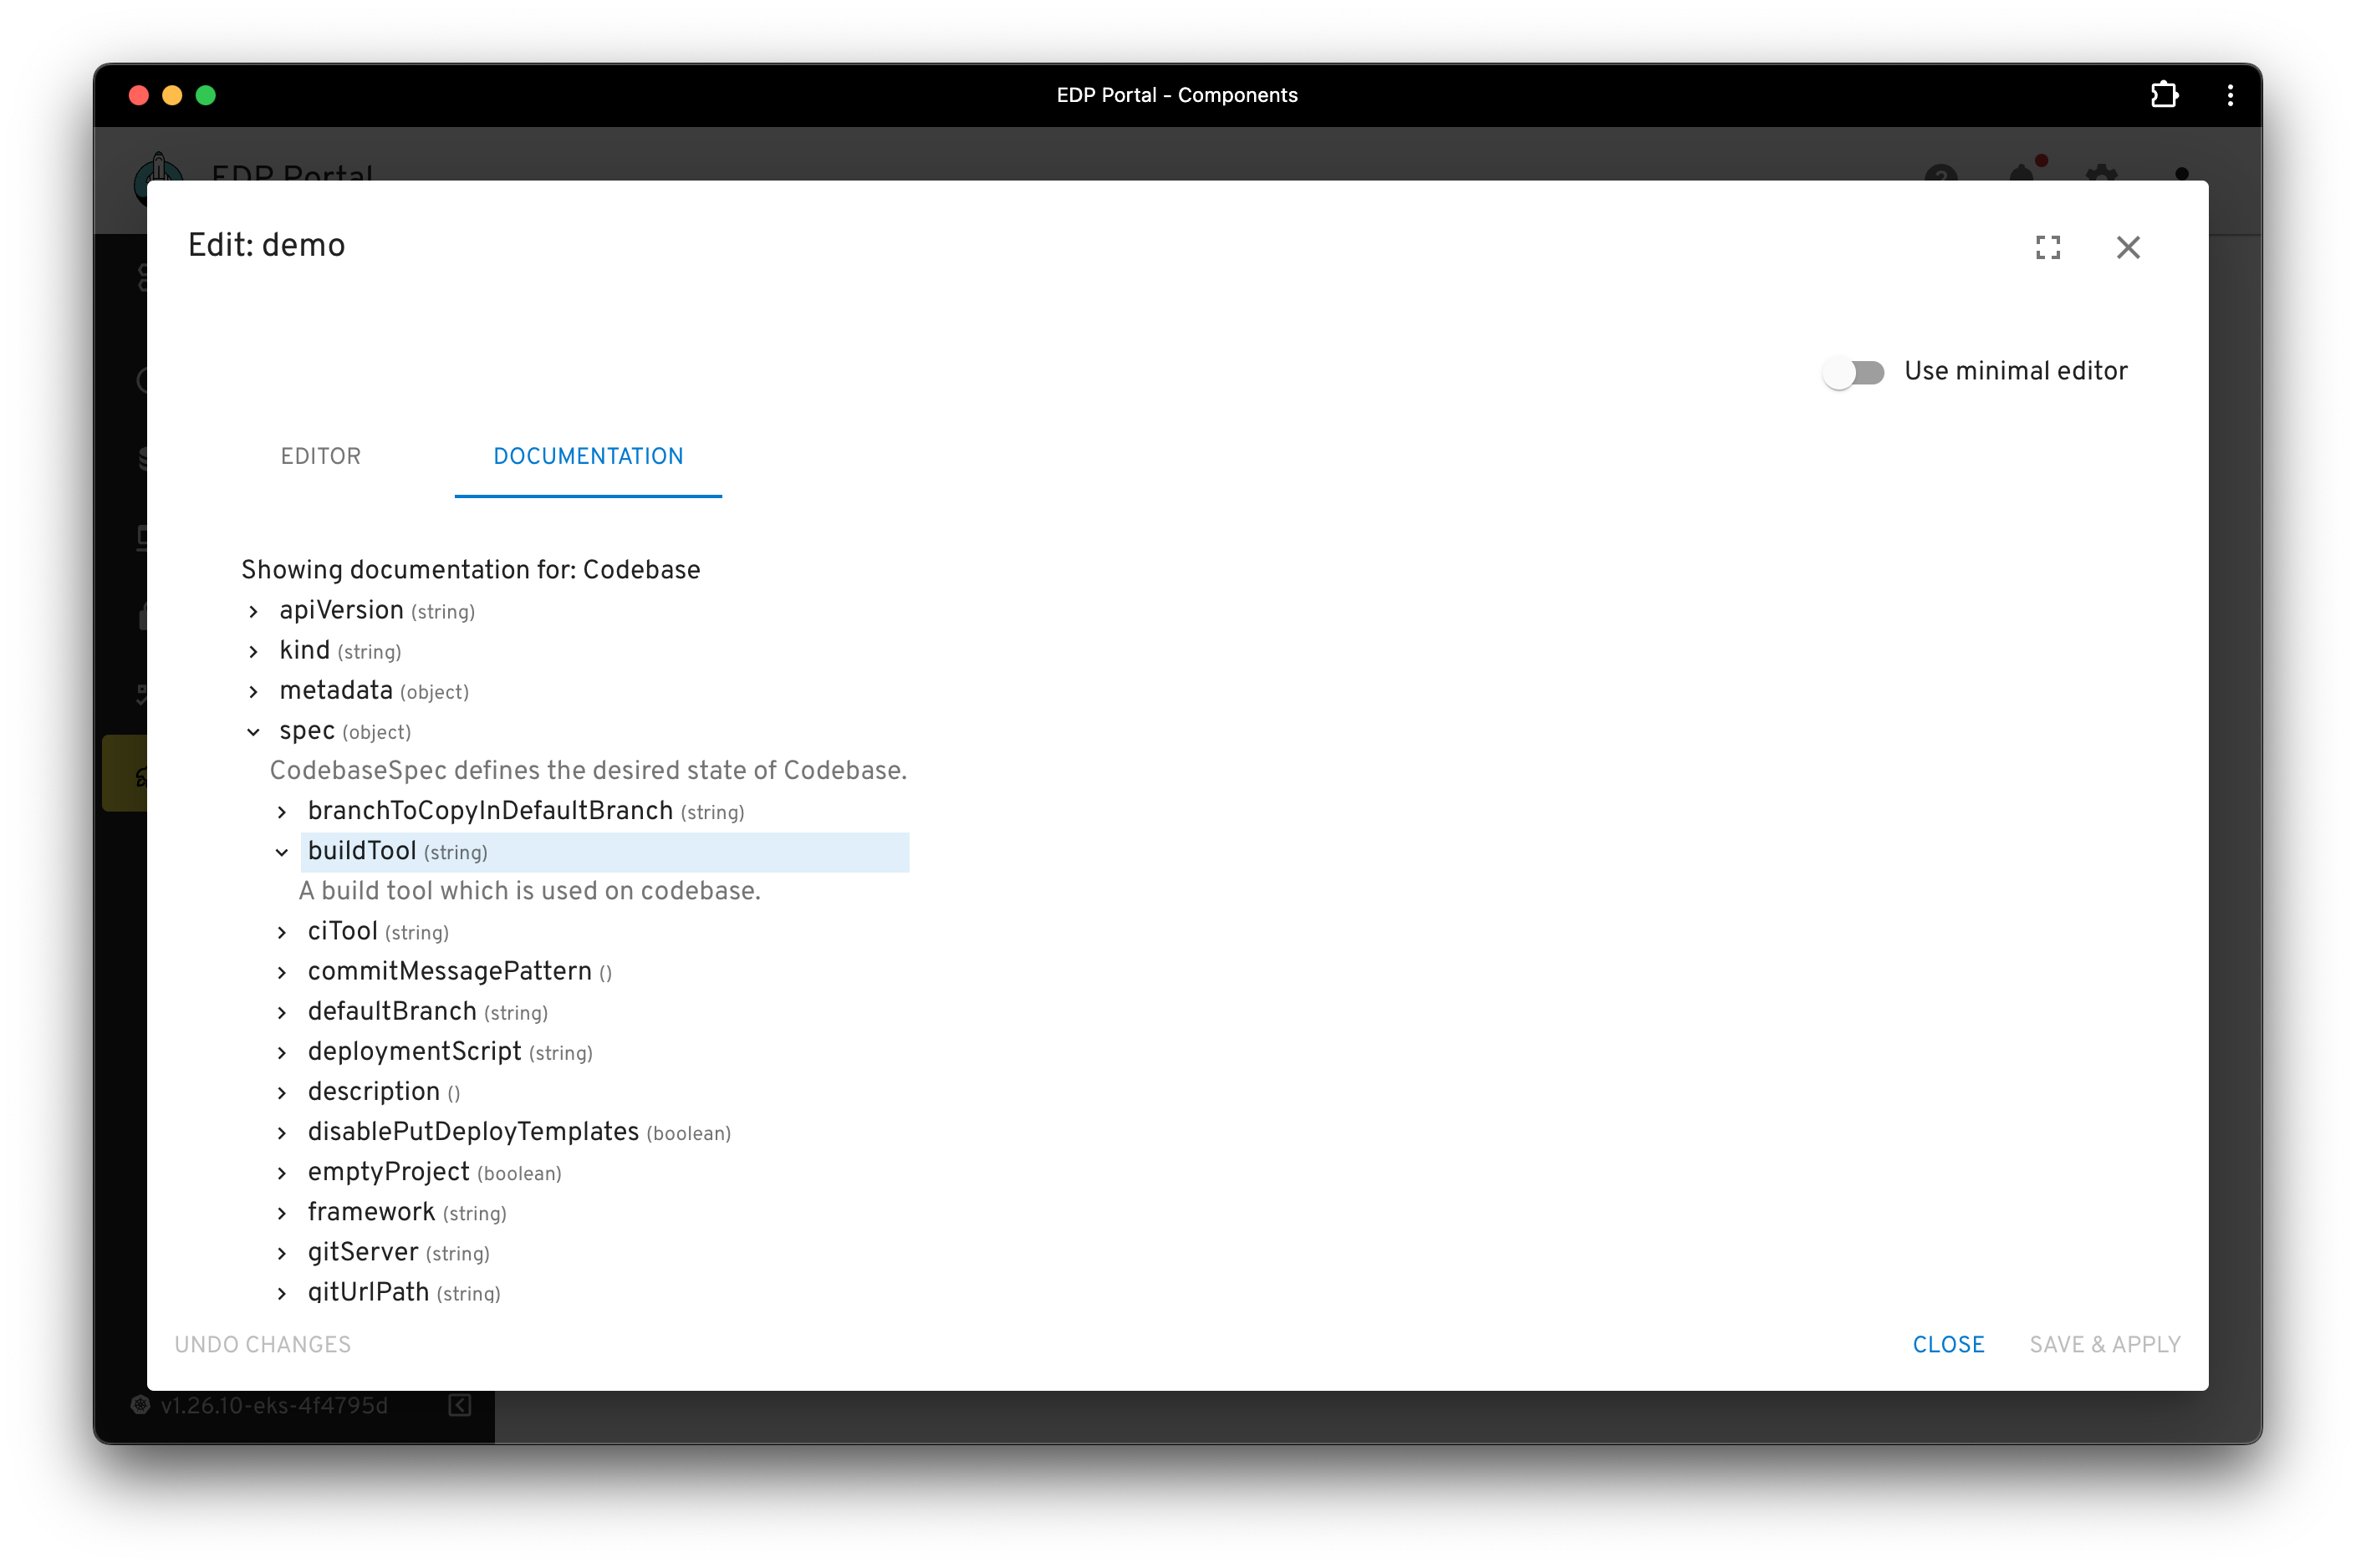 EDP Portal - Components
EDP Portal
Edit: demo
Use minimal editor
EDITOR
DOCUMENTATION
Showing documentation for: Codebase
apiVersion (string)
kind (string)
metadata (object)
spec (object)
CodebaseSpec defines the desired state of Codebase.
branchToCopyInDefaultBranch (string)
buildTool (string)
A build tool which is used on codebase.
ciTool (string)
commitMessagePattern ()
defaultBranch (string)
deploymentScript (string)
description ()
disablePutDeployTemplates (boolean)
emptyProject (boolean)
framework (string)
gitServer (string)
gitUrlPath (string)
UNDO CHANGES
CLOSE
SAVE & APPLY
v1.26.10-eks-4f4795d